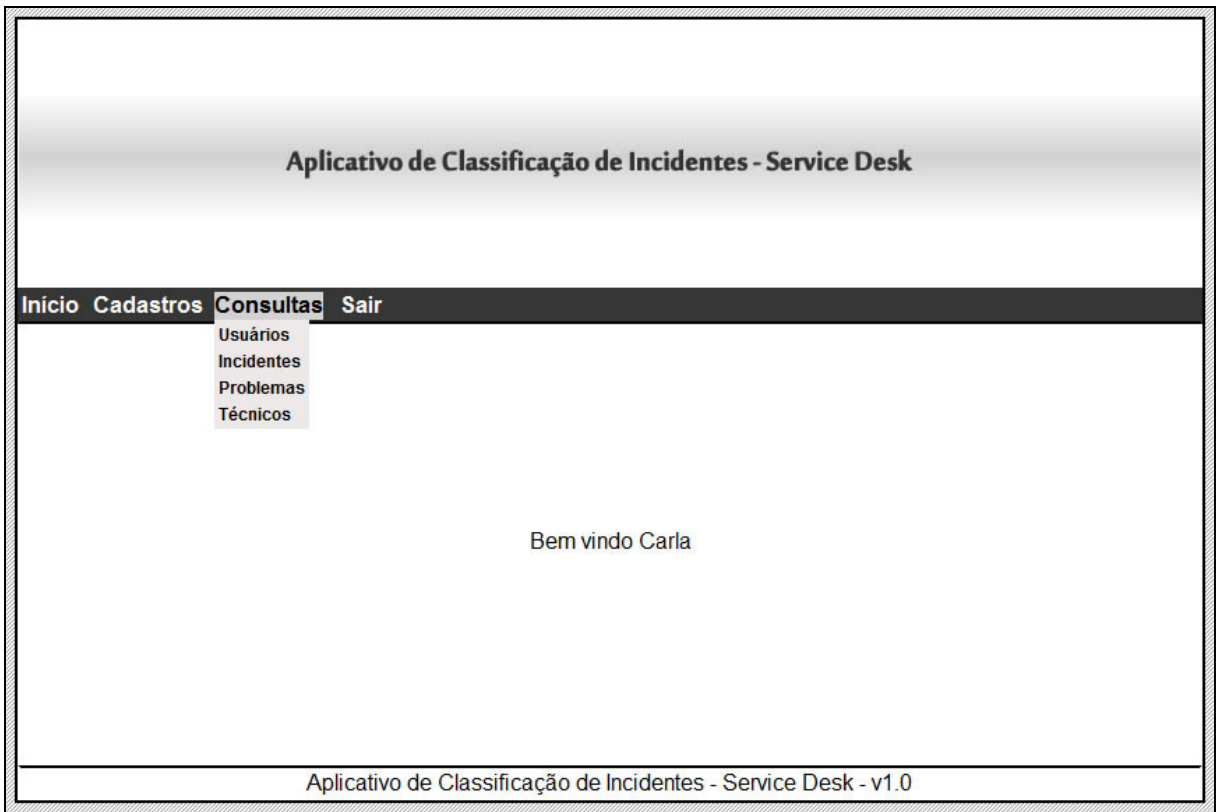 Aplicativo de Classificação de Incidentes - Service Desk
Início Cadastros Consultas Sair
Usuários
Incidentes
Problemas
Técnicos
Bem vindo Carla
Aplicativo de Classificação de Incidentes - Service Desk - v1.0